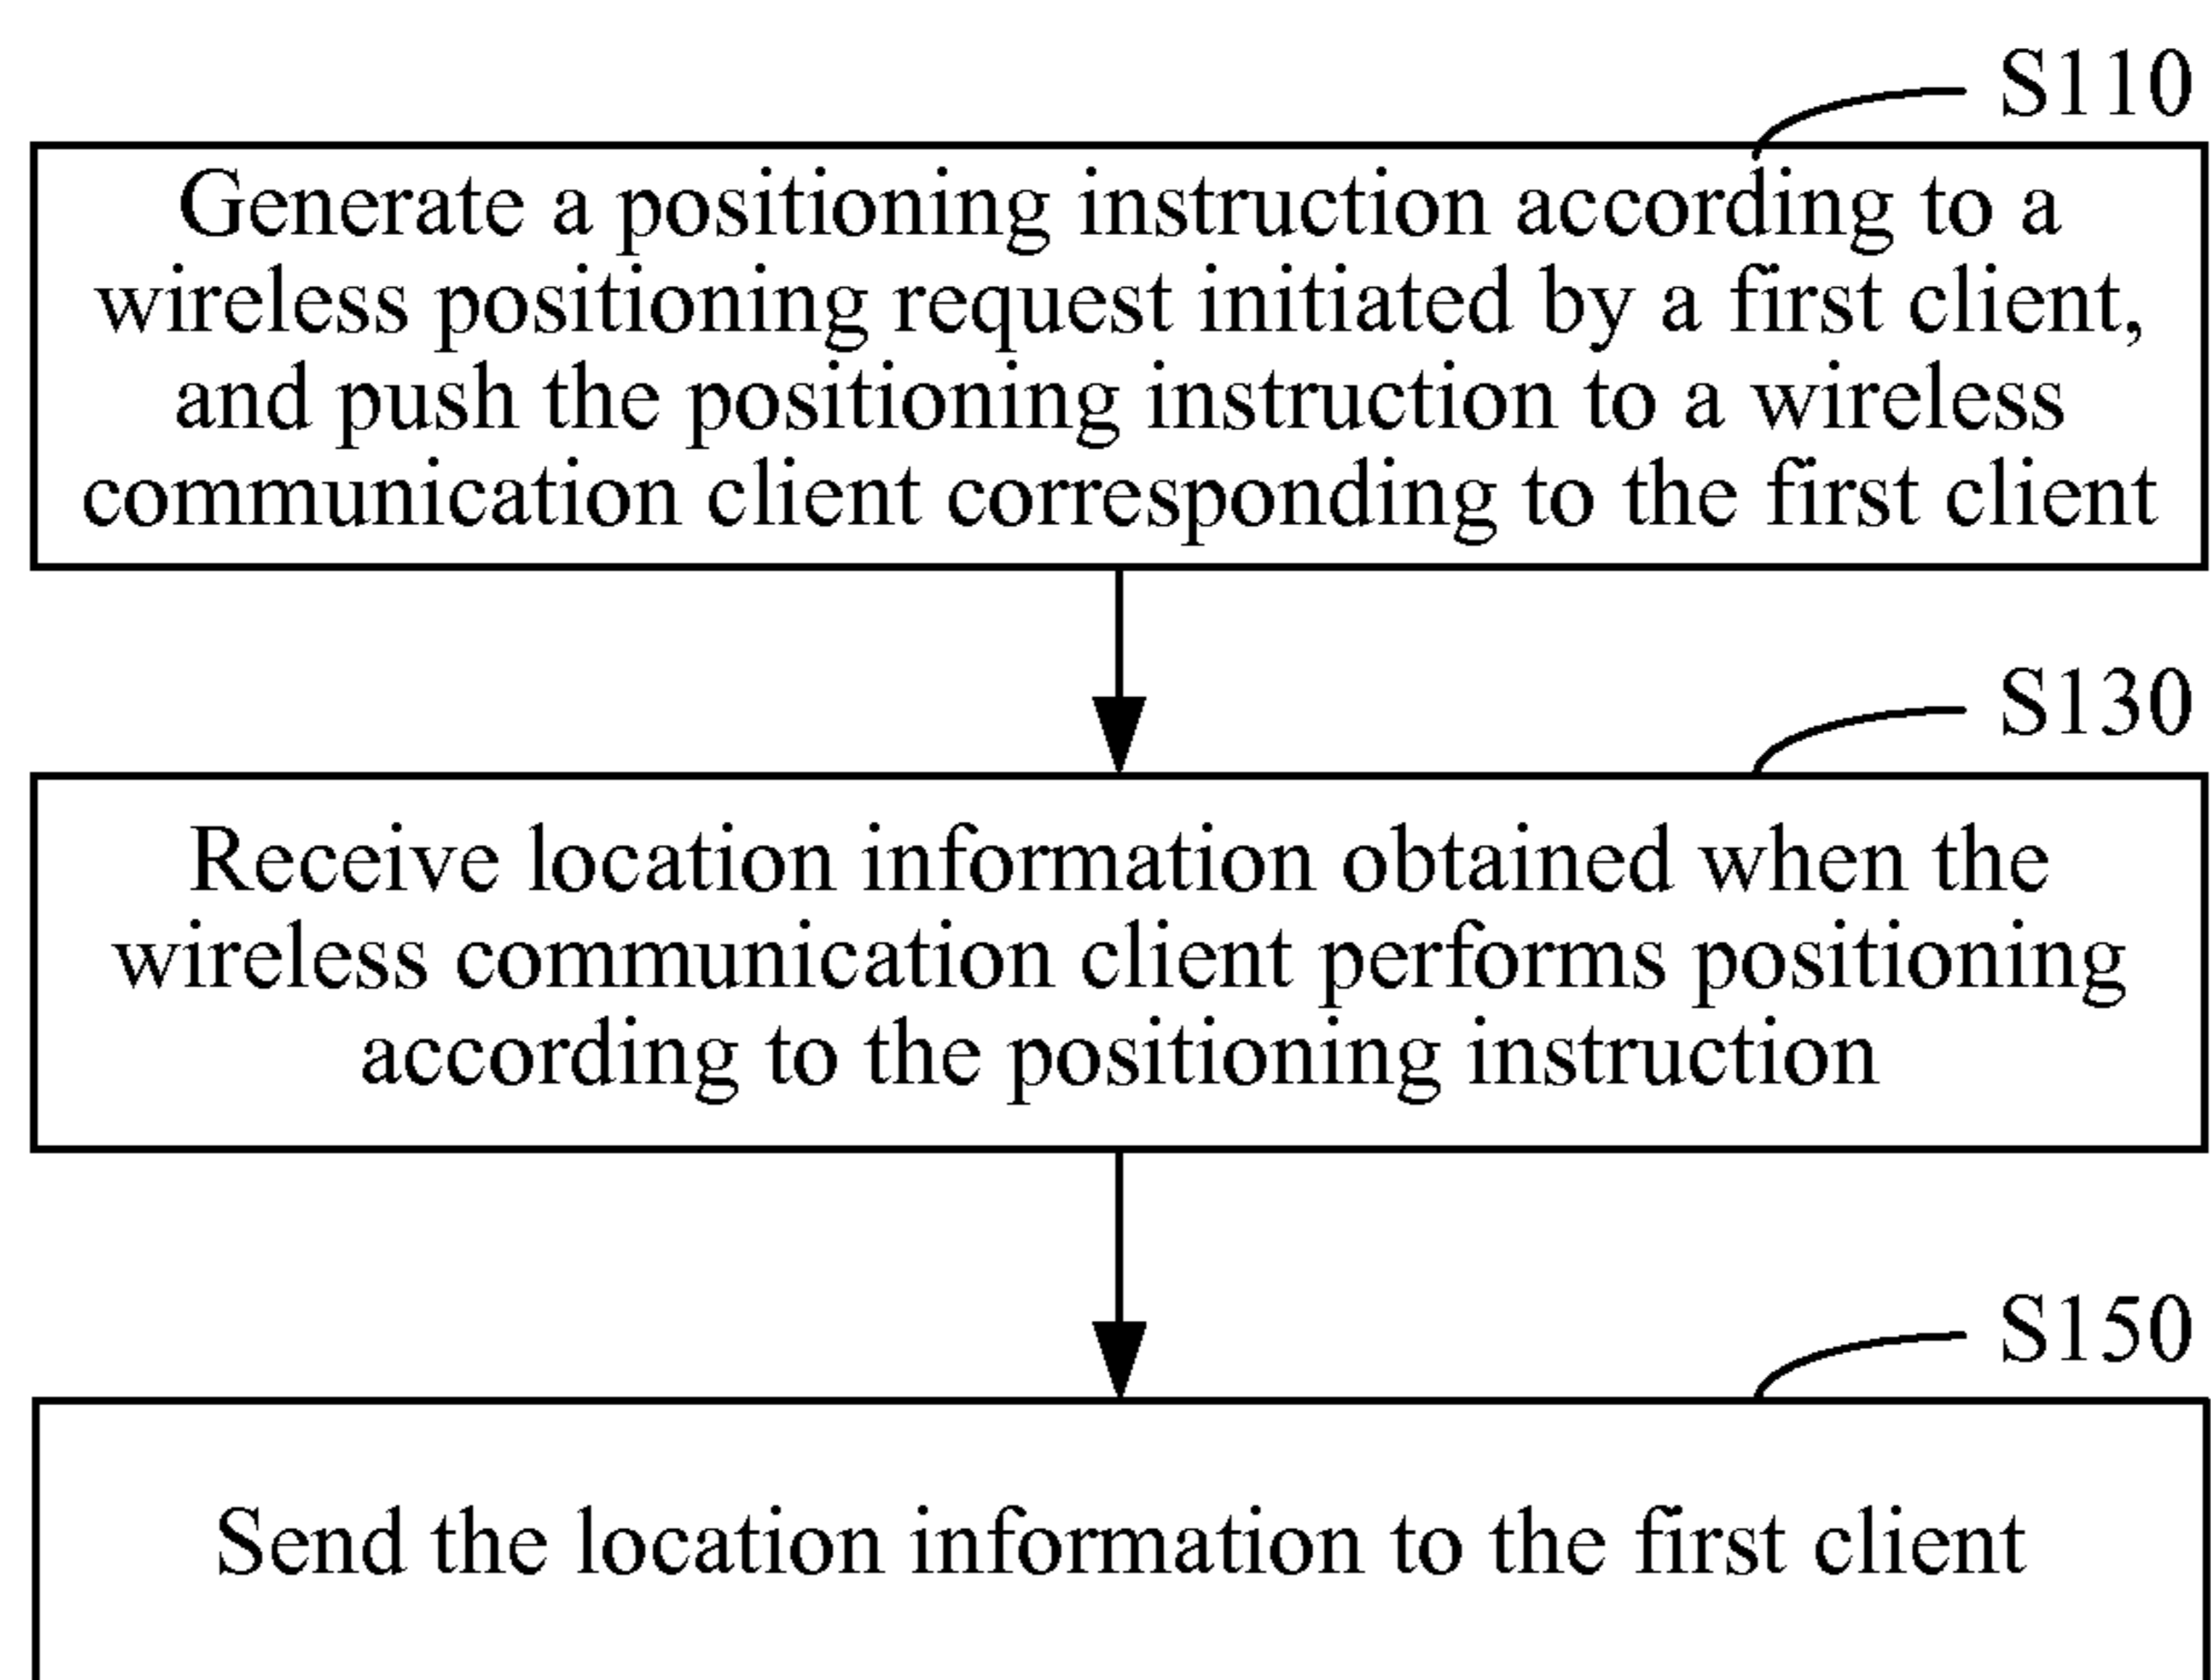 S110
Generate a positioning instruction according to a
wireless positioning request initiated by a first client,
and push the positioning instruction to a wireless
communication client corresponding to the first client
S130
Receive location information obtained when the
wireless communication client performs positioning
according to the positioning instruction
S150
Send the location information to the first client